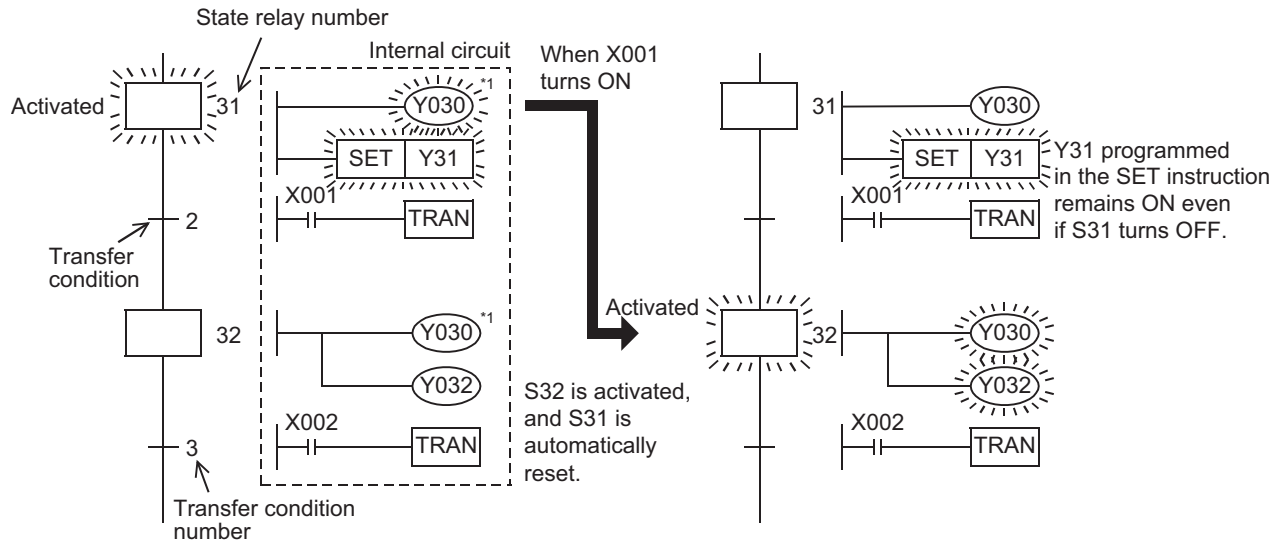 State relay number
Internal circuit
Activated
31
Y030
*1
SET
Y31
X001
TRAN
2
Transfer
condition
32
Y030
*1
Y032
X002
TRAN
3
Transfer condition
number
When X001
turns ON
Activated
S32 is activated,
and S31 is
automatically
reset.
31
Y030
SET
Y31
Y31 programmed
in the SET instruction
remains ON even
if S31 turns OFF.
X001
TRAN
32
Y030
Y032
X002
TRAN